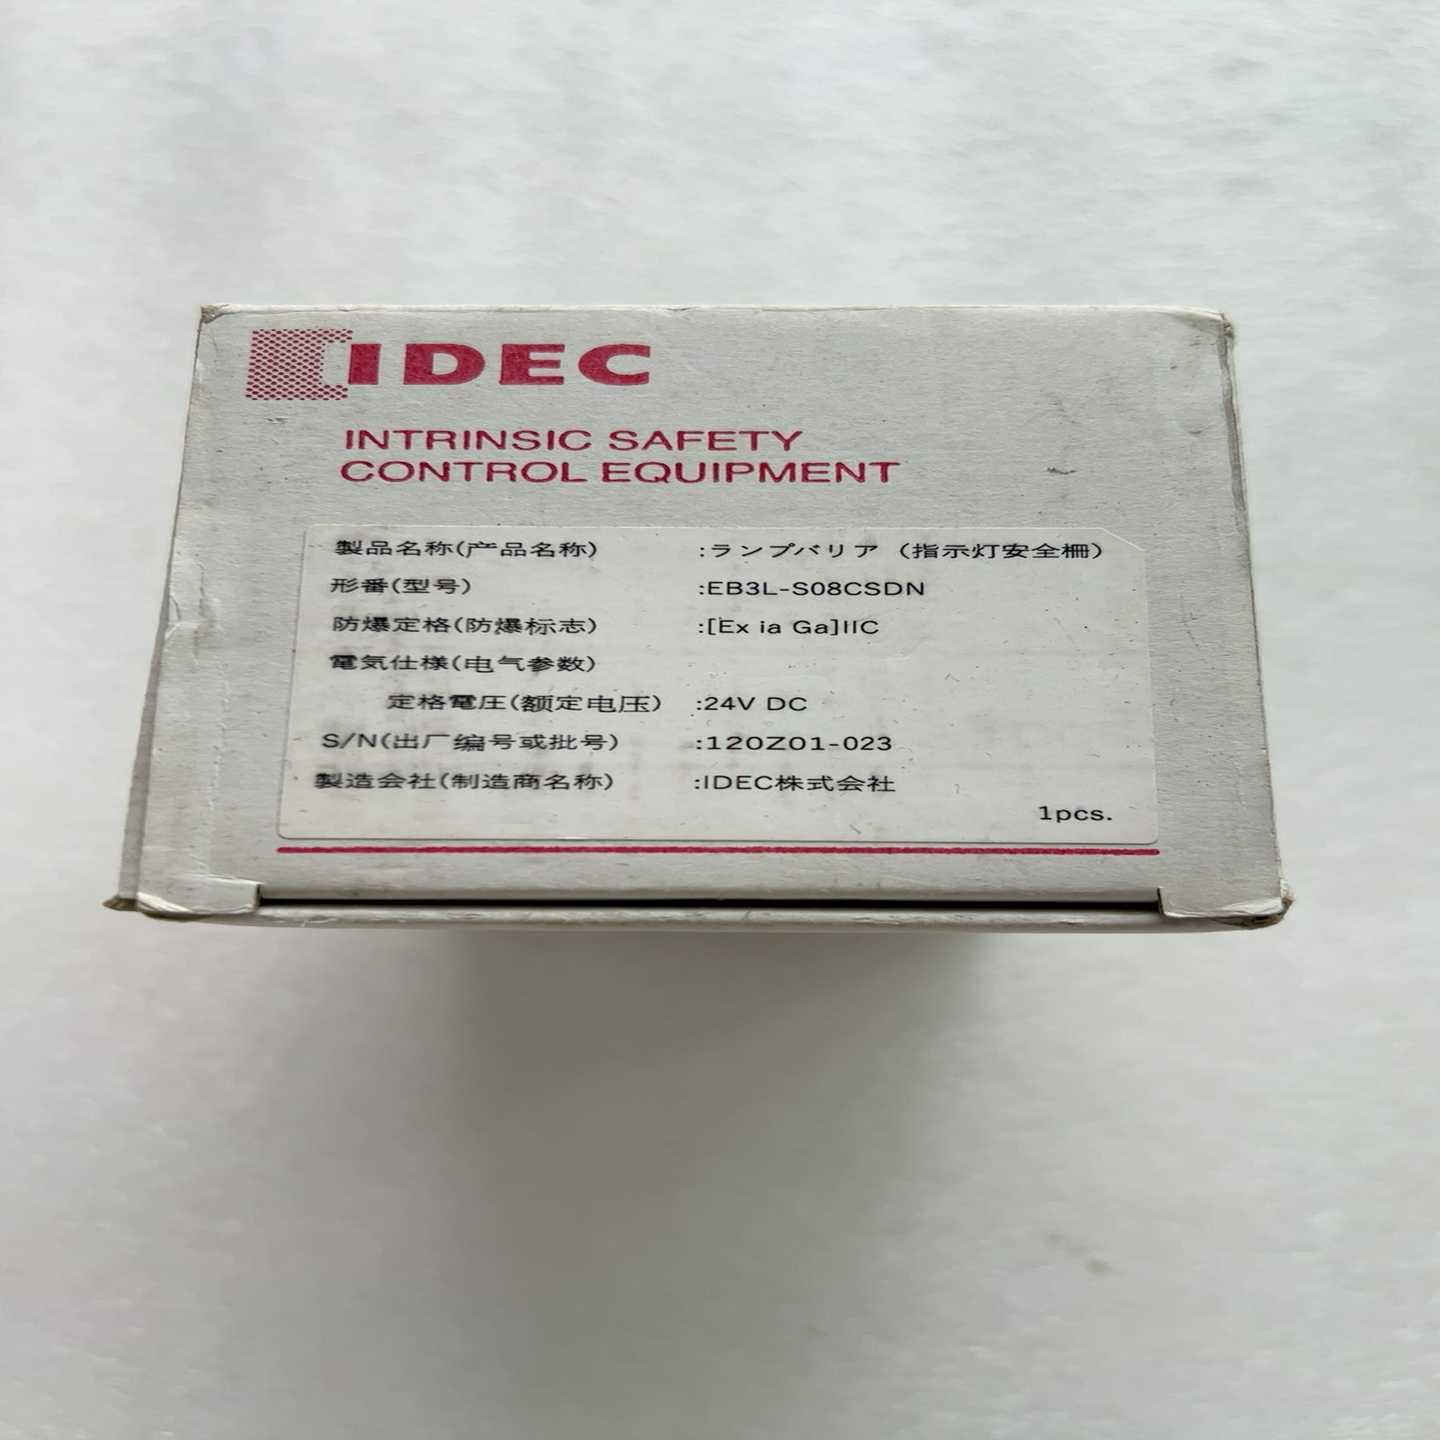 IDEC
INTRINSIC SAFETY
CONTROL EQUIPMENT
製品名称(产品名称) :ランプバリア (指示灯安全柵)
形番(型号) :EB3L-S08CSDN
防爆定格(防爆标志) :[Ex ia Ga]IIC
電気仕様(电气参数)
定格電圧(额定电压) :24V DC
S/N(出厂编号或批号) :120Z01-023
製造会社(制造商名称) :IDEC株式会社
1pcs.